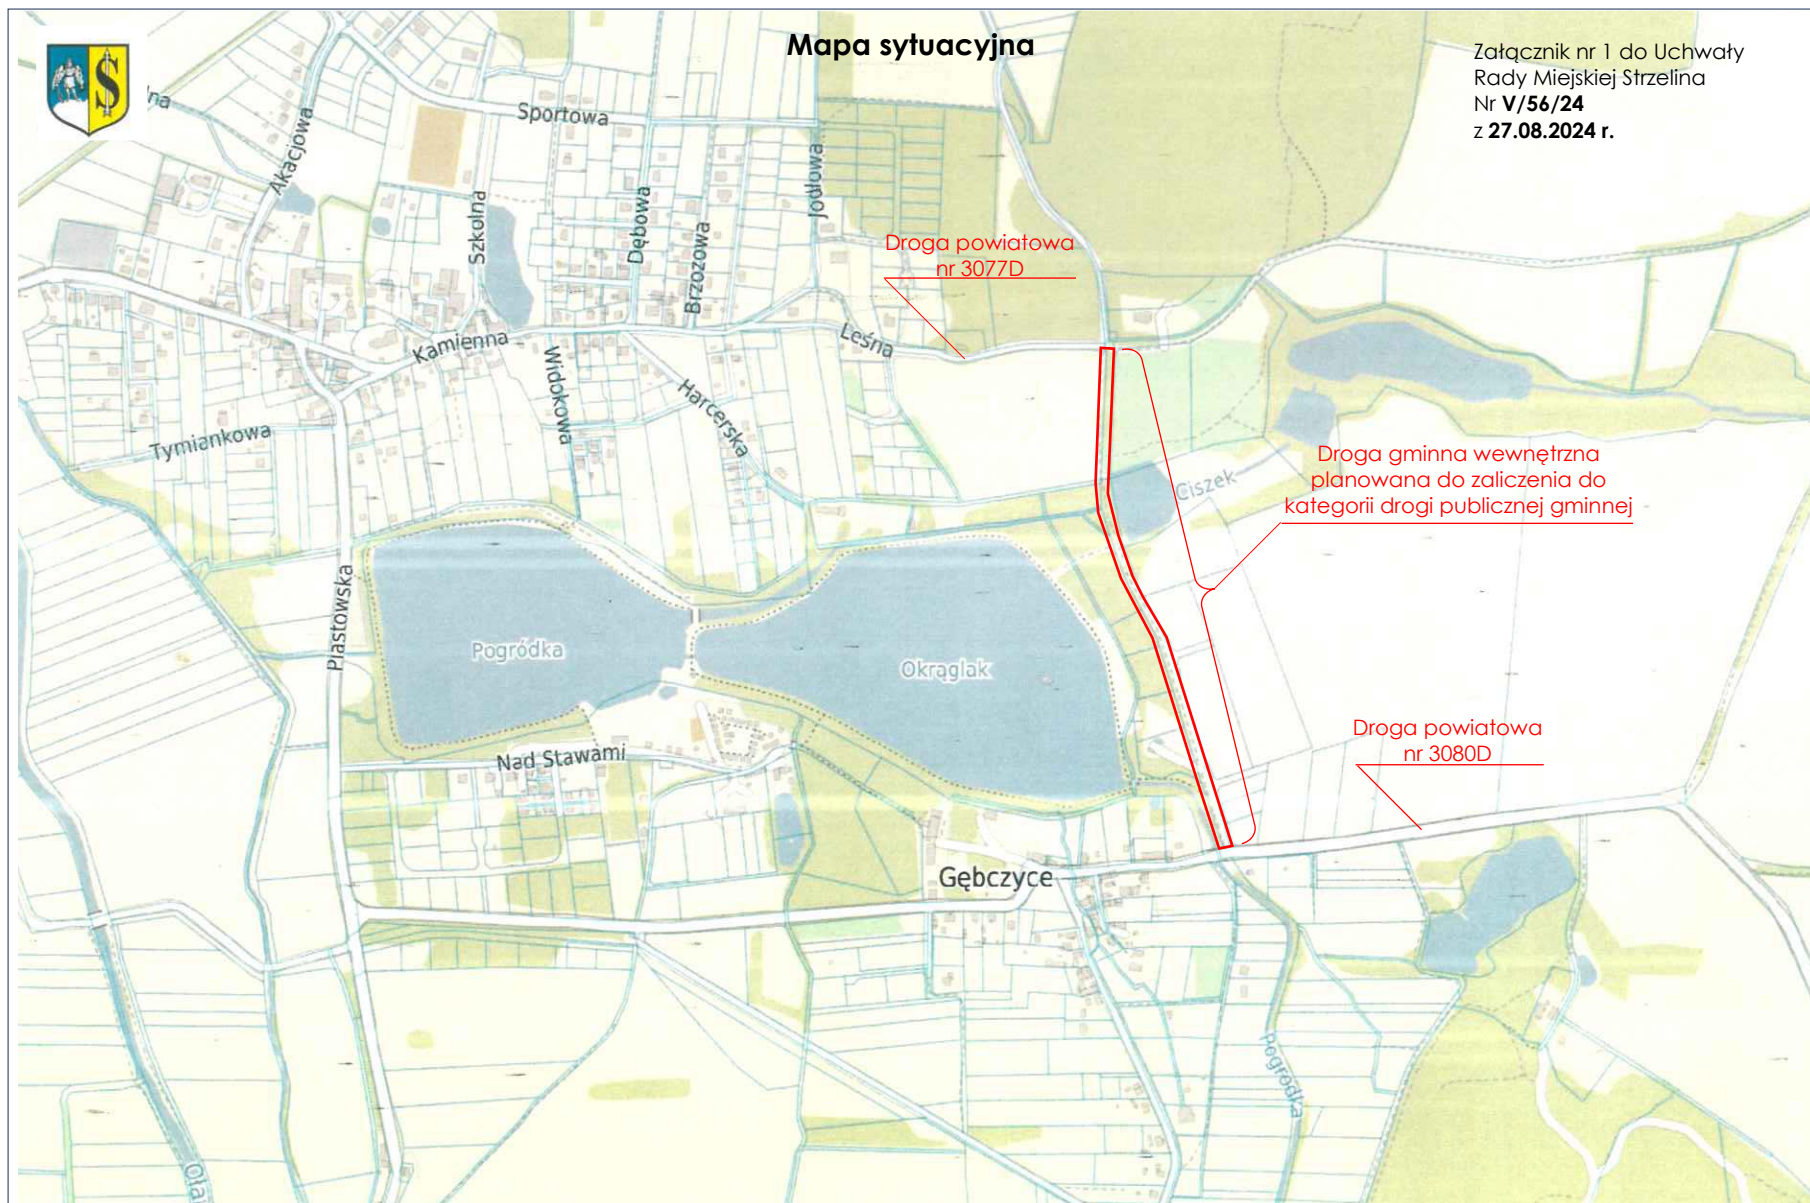 Mapa sytuacyjna
Załącznik nr 1 do Uchwały
Rady Miejskiej Strzelina
Nr V/56/24
z 27.08.2024 r.
S
Sportowa
Akacjowa
Szkolna
Dębowa
Brzozowa
Jodłowa
Droga powiatowa
nr 3077D
Kamienna
Leśna
Widokowa
Harcerska
Tymiankowa
Ciszek
Droga gminna wewnętrzna
planowana do zaliczenia do
kategorii drogi publicznej gminnej
Piastowska
Pogródka
Okrąglak
Nad Stawami
Droga powiatowa
nr 3080D
Gębczyce
Pogródka